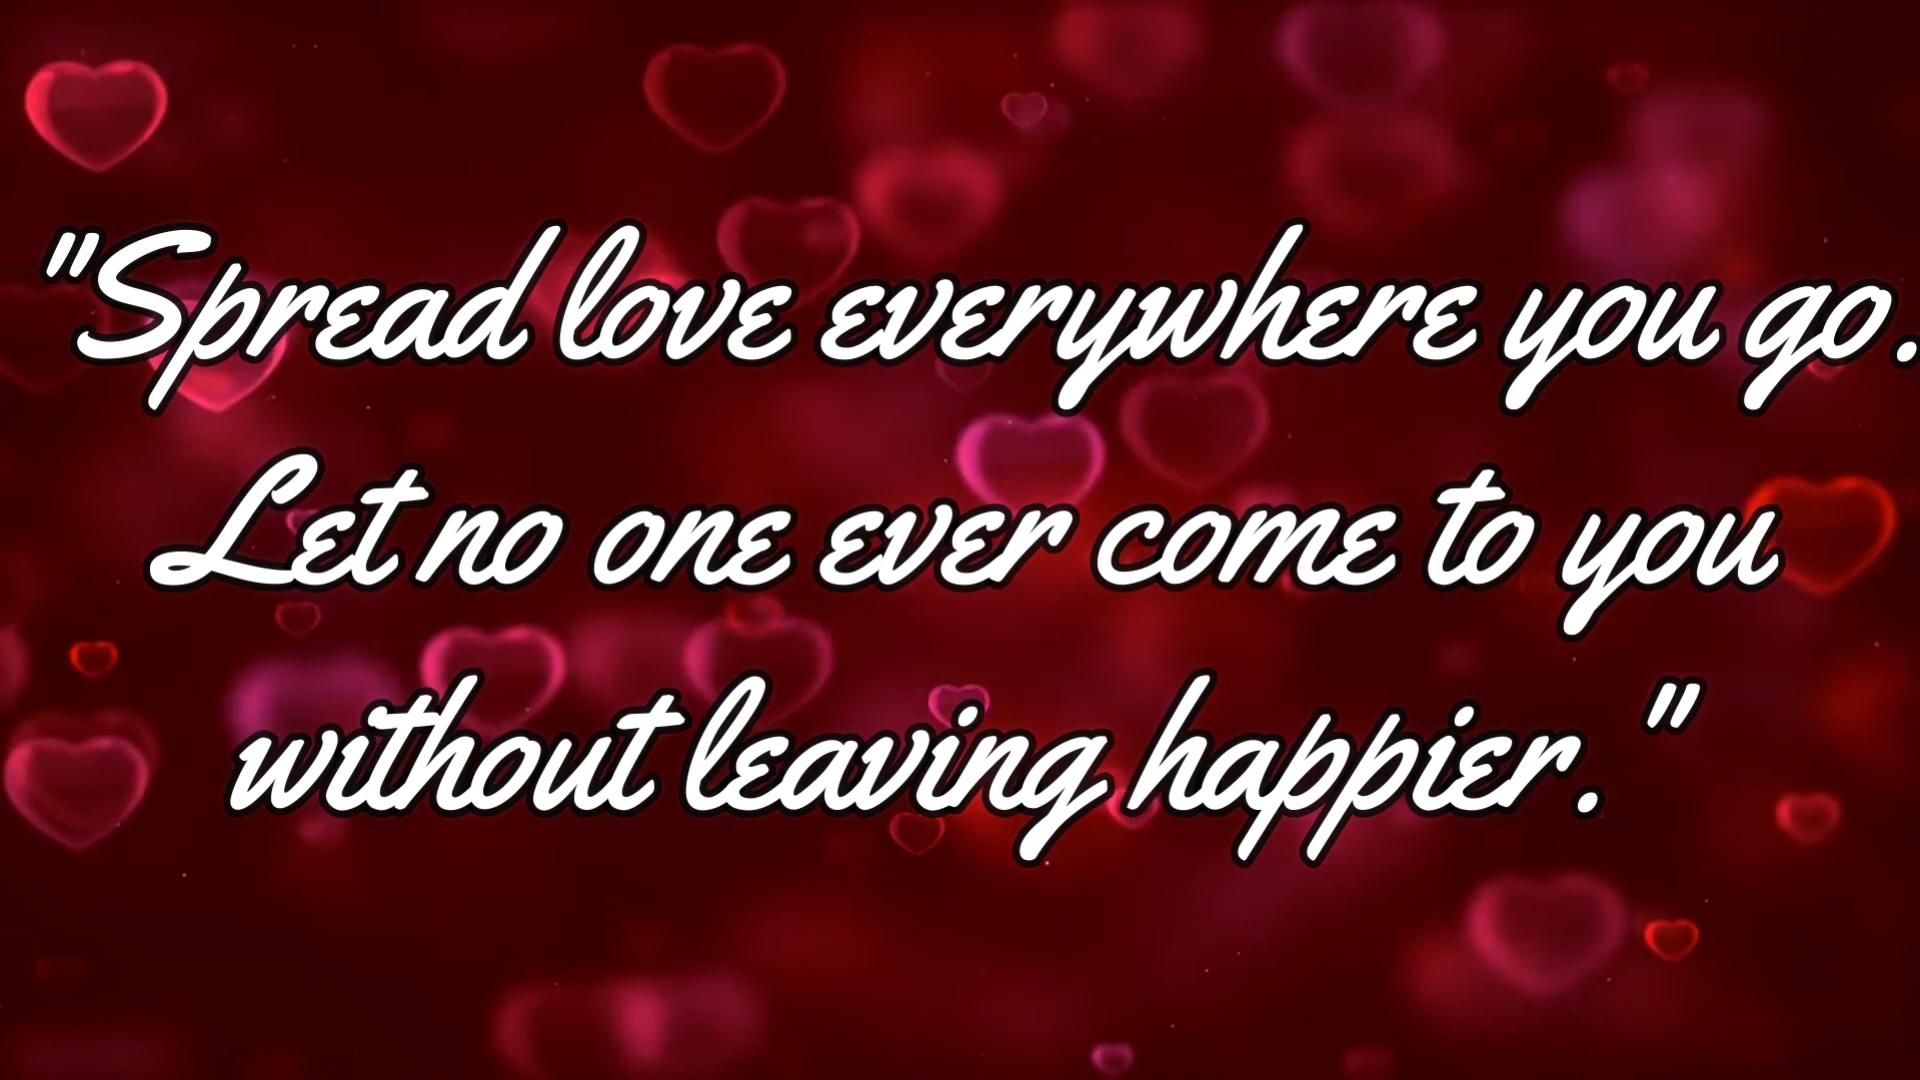 "Spread love everywhere you go.
Let no one ever come to you
without leaving happier."